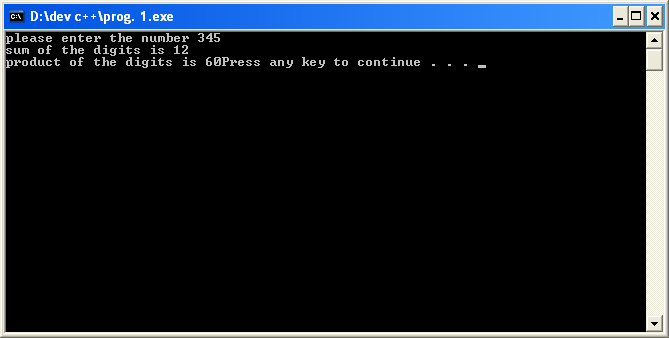 D:\dev c++\prog. 1.exe
please enter the number 345
sum of the digits is 12
product of the digits is 60Press any key to continue . . . _